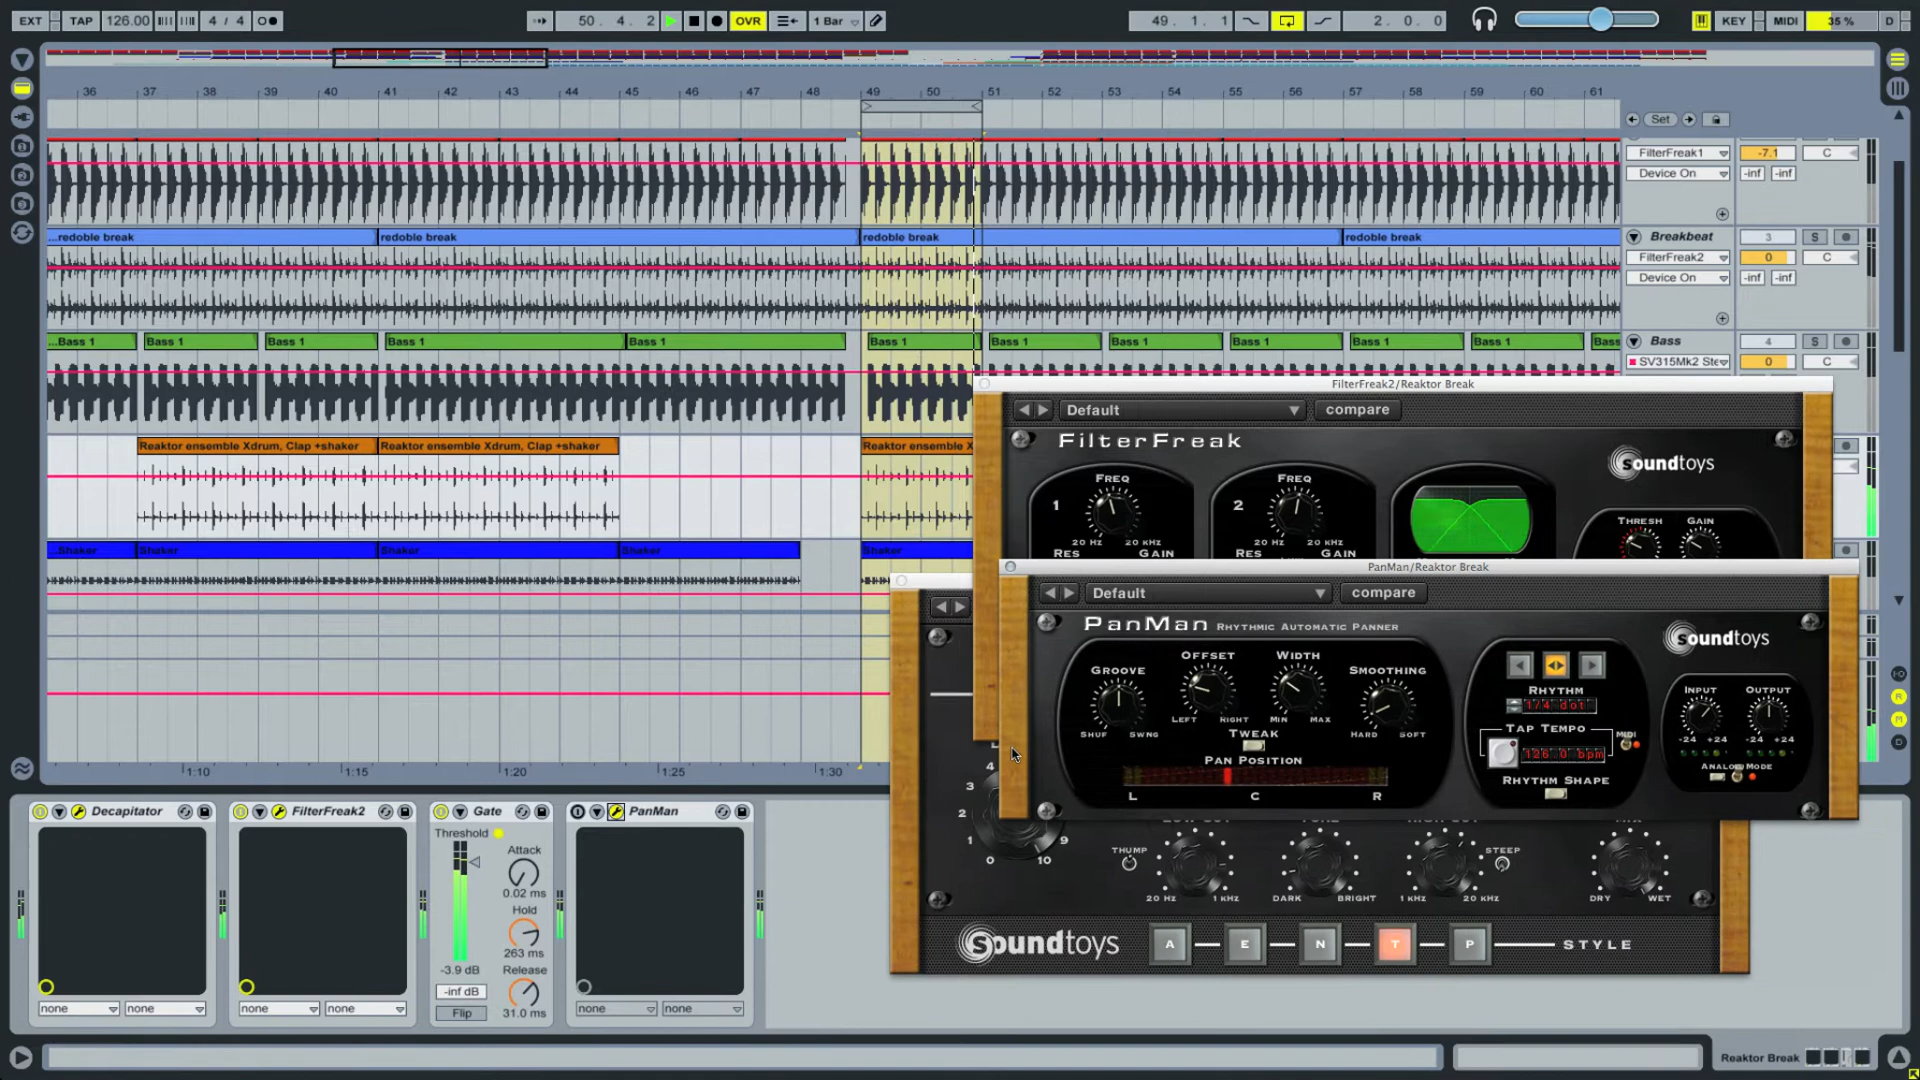 EXT TAP 126.00 4 / 4 50 . 4 . 2 OVR 1 Bar 49 . 1 . 1 2 . 0 . 0 KEY MIDI 35 % D
36 37 38 39 40 41 42 43 44 45 46 47 48 49 50 51 52 53 54 55 56 57 58 59 60 61
Set
FilterFreak1 -7.1 C
Device On -inf -inf
...redoble break redoble break redoble break redoble break Breakbeat 3 S
FilterFreak2 0 C
Device On -inf -inf
...Bass 1 Bass 1 Bass 1 Bass 1 Bass 1 Bass 1 Bass 1 Bass 1 Bass 1 Bass 1 Bass 1 Bass Bass 4 S
SV315Mk2 Ste 0 C
Reaktor ensemble Xdrum, Clap +shaker Reaktor ensemble Xdrum, Clap +shaker Reaktor ensemble X
...Shaker Shaker Shaker Shaker Shaker
1:10 1:15 1:20 1:25 1:30
FilterFreak2/Reaktor Break
Default compare
FilterFreak
soundtoys
1 FREQ 2 FREQ
THRESH GAIN
20 Hz 20 kHz 20 Hz 20 kHz
RES GAIN RES GAIN
PanMan/Reaktor Break
Default compare
PanMan RHYTHMIC AUTOMATIC PANNER
soundtoys
GROOVE OFFSET WIDTH SMOOTHING
LEFT RIGHT MIN MAX
SHUF SWNG HARD SOFT
TWEAK
PAN POSITION
L C R
RHYTHM
1/4 dot
TAP TEMPO
MIDI
126.0 bpm
RHYTHM SHAPE
INPUT OUTPUT
-24 +24 -24 +24
ANALOG MODE
0 1 2 3 4 9 10
THUMP
STEEP
20 Hz 1 kHz DARK BRIGHT 1 kHz 20 kHz DRY WET
soundtoys A E N T P STYLE
Decapitator
none none
FilterFreak2
none none
Gate
Threshold
-3.9 dB
-inf dB
Flip
Attack
0.02 ms
Hold
263 ms
Release
31.0 ms
PanMan
none none
Reaktor Break